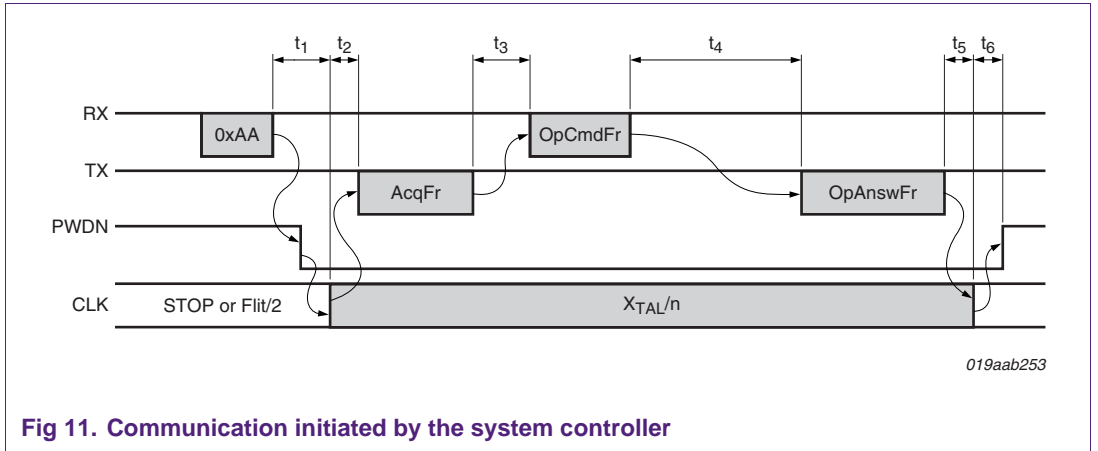 t1 t2 t3 t4 t5 t6
RX 0xAA OpCmdFr
TX AcqFr OpAnswFr
PWDN
CLK STOP or Flit/2 XTAL/n
019aab253
Fig 11. Communication initiated by the system controller